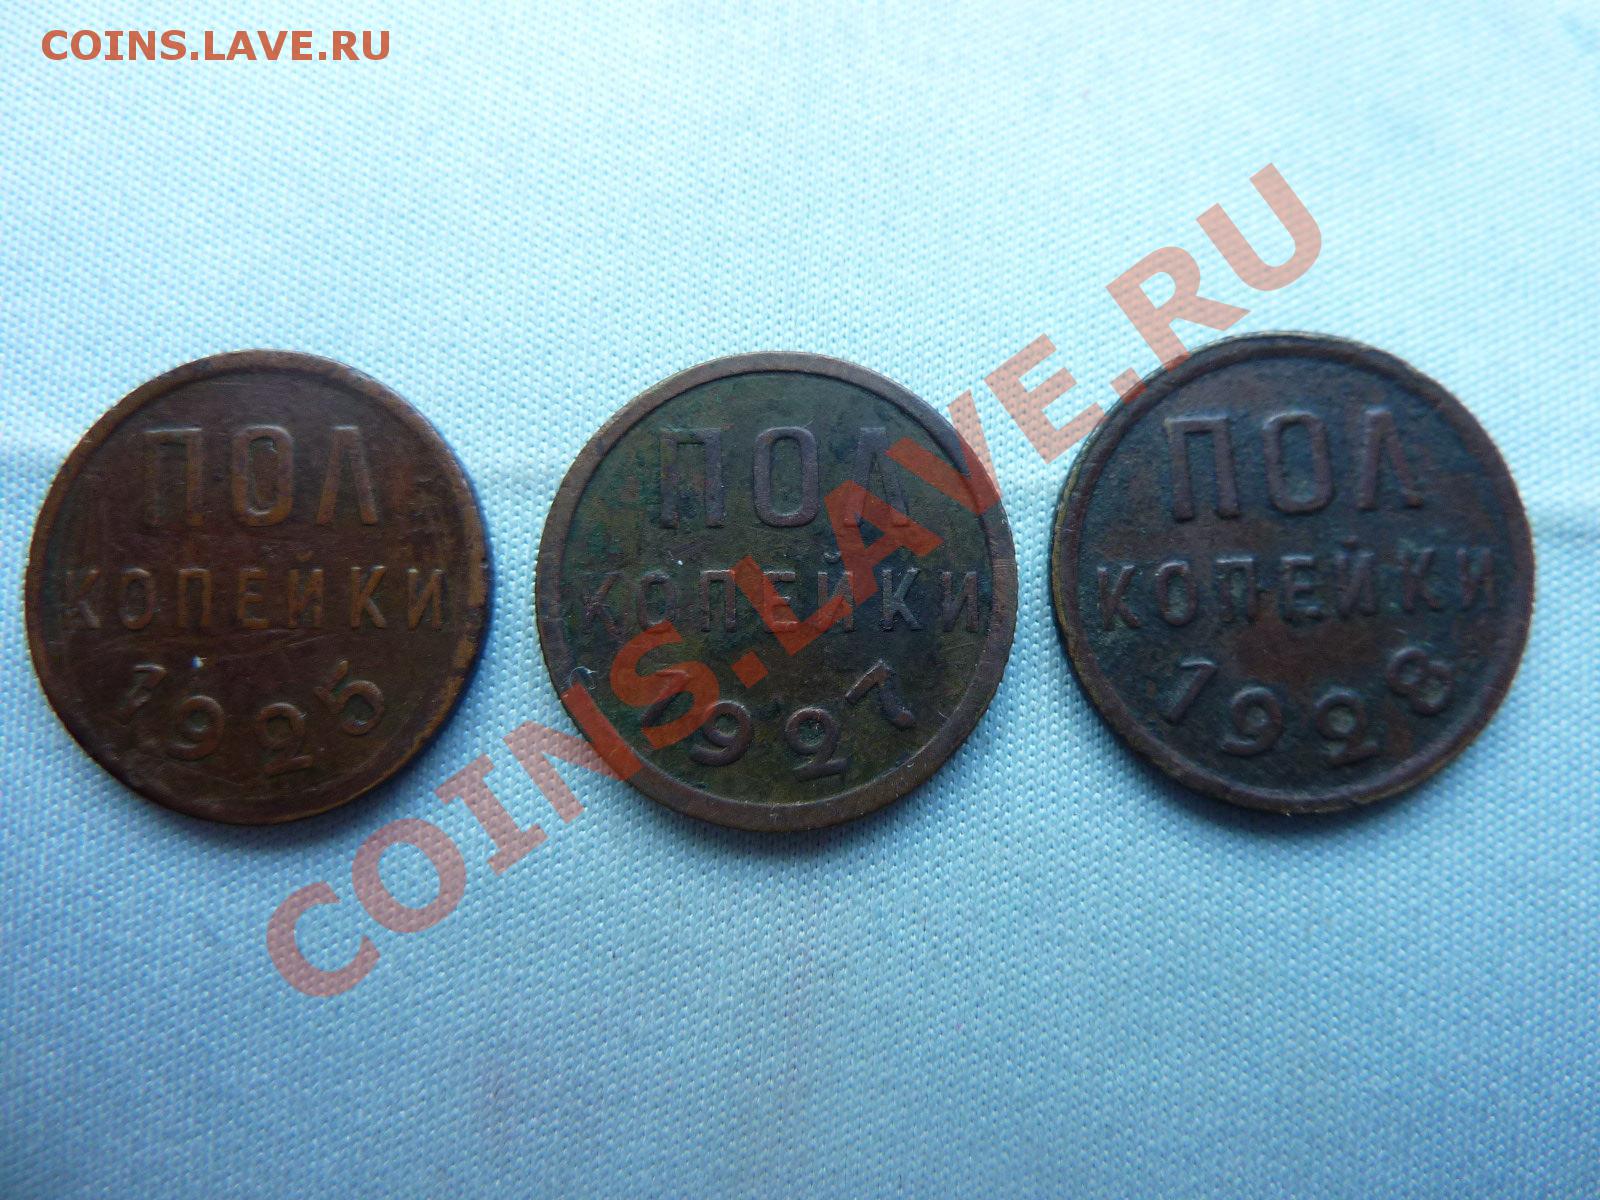 COINS.LAVE.RU
ПОЛ
КОПЕЙКИ
1925
ПОЛ
КОПЕЙКИ
1927
ПОЛ
КОПЕЙКИ
1928
COINS.LAVE.RU